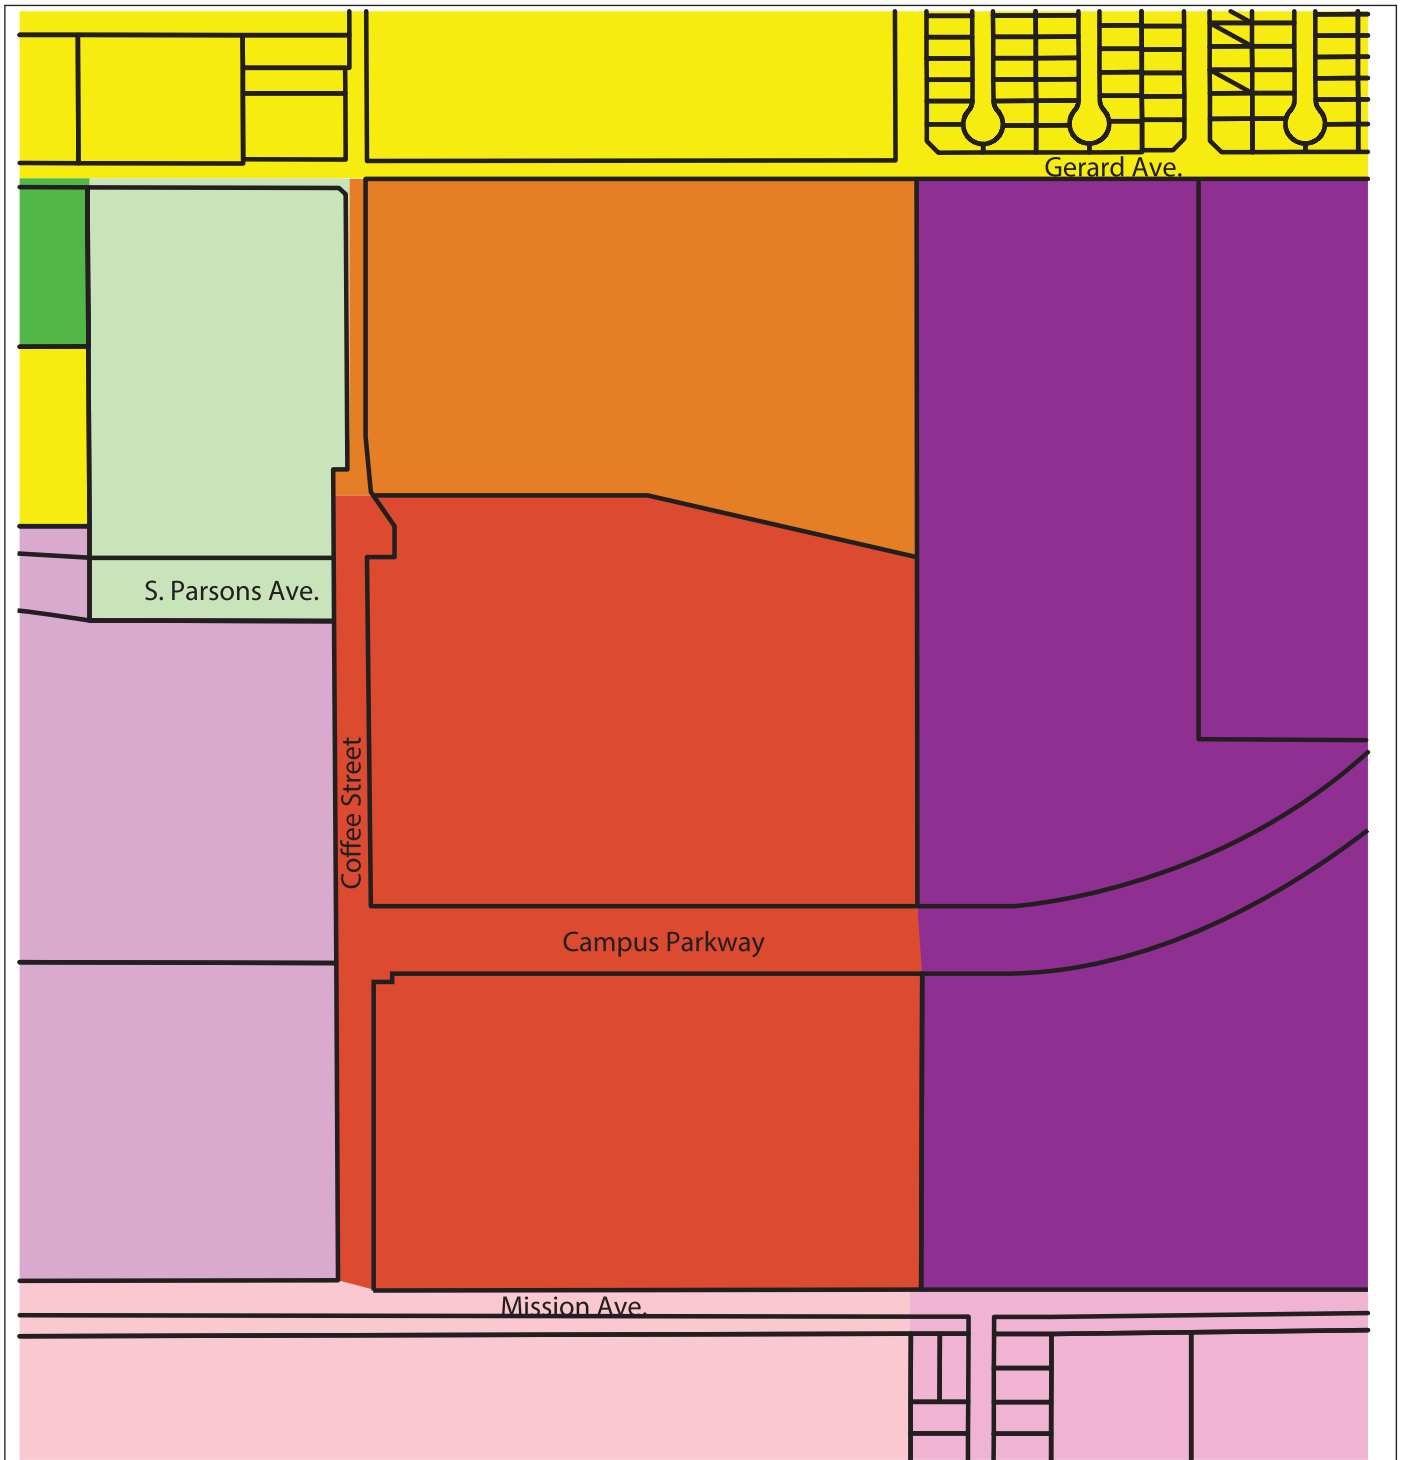 Gerard Ave.
S. Parsons Ave.
Coffee Street
Campus Parkway
Mission Ave.